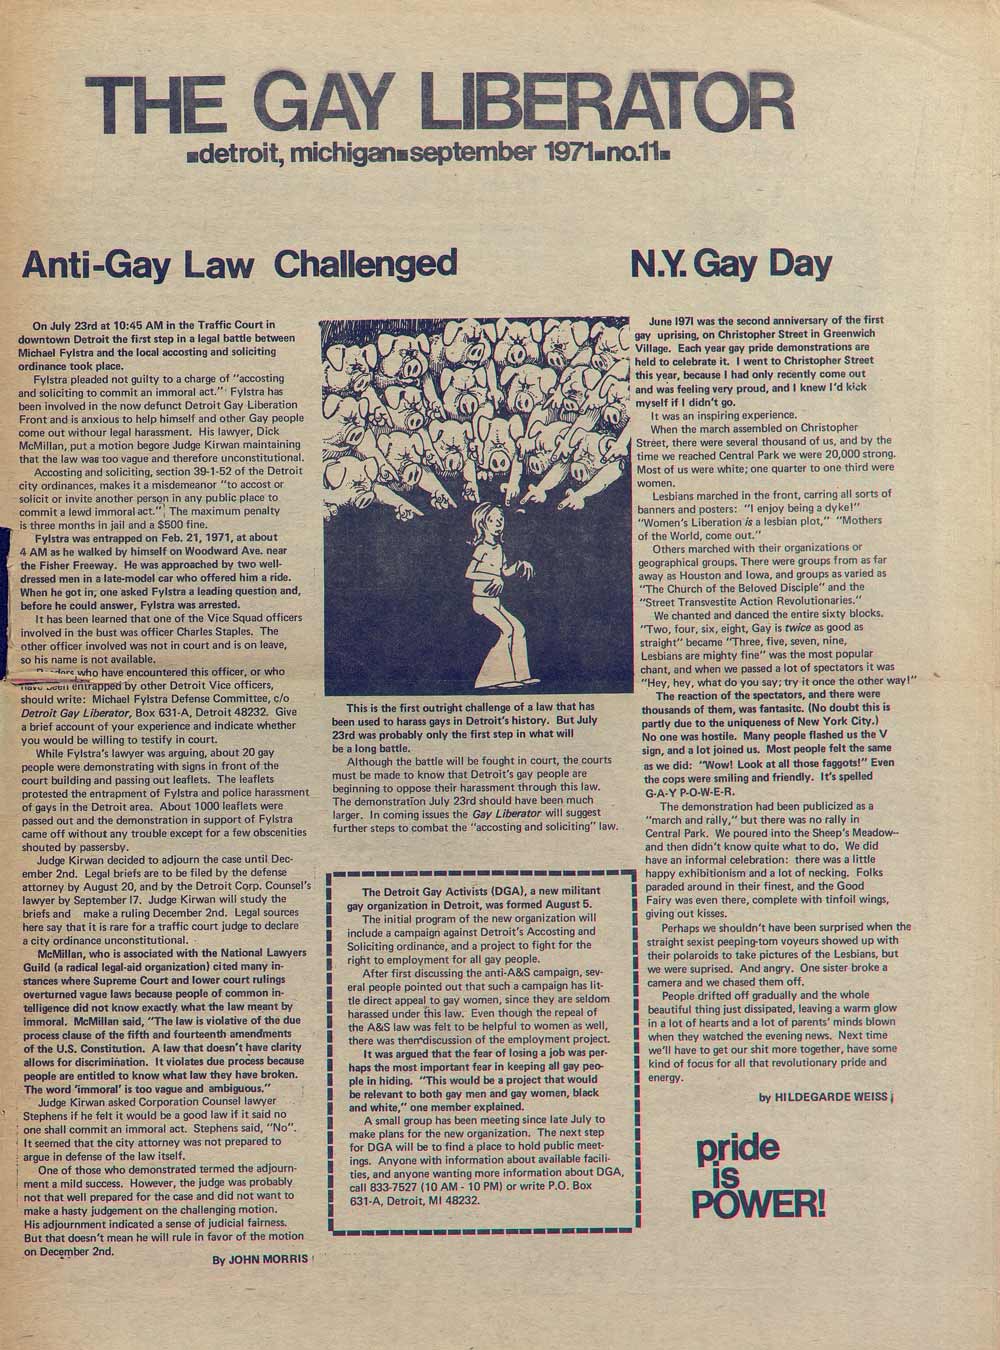 THE GAY LIBERATOR
▪detroit, michigan▪september 1971▪no.11▪
Anti-Gay Law Challenged
On July 23rd at 10:45 AM in the Traffic Court in
downtown Detroit the first step in a legal battle between
Michael Fylstra and the local accosting and soliciting
ordinance took place.
Fylstra pleaded not guilty to a charge of "accosting
and soliciting to commit an immoral act." Fylstra has
been involved in the now defunct Detroit Gay Liberation
Front and is anxious to help himself and other Gay people
come out withour legal harassment. His lawyer, Dick
McMillan, put a motion begore Judge Kirwan maintaining
that the law was too vague and therefore unconstitutional.
Accosting and soliciting, section 39-1-52 of the Detroit
city ordinances, makes it a misdemeanor "to accost or
solicit or invite another person in any public place to
commit a lewd immoral act." The maximum penalty
is three months in jail and a $500 fine.
Fylstra was entrapped on Feb. 21, 1971, at about
4 AM as he walked by himself on Woodward Ave. near
the Fisher Freeway. He was approached by two well-
dressed men in a late-model car who offered him a ride.
When he got in, one asked Fylstra a leading question and,
before he could answer, Fylstra was arrested.
It has been learned that one of the Vice Squad officers
involved in the bust was officer Charles Staples. The
other officer involved was not in court and is on leave,
so his name is not available.
who have encountered this officer, or who
been entrapped by other Detroit Vice officers,
should write: Michael Fylstra Defense Committee, c/o
Detroit Gay Liberator, Box 631-A, Detroit 48232. Give
a brief account of your experience and indicate whether
you would be willing to testify in court.
While Fylstra's lawyer was arguing, about 20 gay
people were demonstrating with signs in front of the
court building and passing out leaflets. The leaflets
protested the entrapment of Fylstra and police harassment
of gays in the Detroit area. About 1000 leaflets were
passed out and the demonstration in support of Fylstra
came off without any trouble except for a few obscenities
shouted by passersby.
Judge Kirwan decided to adjourn the case until Dec-
ember 2nd. Legal briefs are to be filed by the defense
attorney by August 20, and by the Detroit Corp. Counsel's
lawyer by September 17. Judge Kirwan will study the
briefs and make a ruling December 2nd. Legal sources
here say that it is rare for a traffic court judge to declare
a city ordinance unconstitutional.
McMillan, who is associated with the National Lawyers
Guild (a radical legal-aid organization) cited many in-
stances where Supreme Court and lower court rulings
overturned vague laws because people of common in-
telligence did not know exactly what the law meant by
immoral. McMillan said, "The law is violative of the due
process clause of the fifth and fourteenth amendments
of the U.S. Constitution. A law that doesn't have clarity
allows for discrimination. It violates due process because
people are entitled to know what law they have broken.
The word 'immoral' is too vague and ambiguous."
Judge Kirwan asked Corporation Counsel lawyer
Stephens if he felt it would be a good law if it said no
one shall commit an immoral act. Stephens said, "No".
It seemed that the city attorney was not prepared to
argue in defense of the law itself.
One of those who demonstrated termed the adjourn-
ment a mild success. However, the judge was probably
not that well prepared for the case and did not want to
make a hasty judgement on the challenging motion.
His adjournment indicated a sense of judicial fairness.
But that doesn't mean he will rule in favor of the motion
on December 2nd.
By JOHN MORRIS
This is the first outright challenge of a law that has
been used to harass gays in Detroit's history. But July
23rd was probably only the first step in what will
be a long battle.
Although the battle will be fought in court, the courts
must be made to know that Detroit's gay people are
beginning to oppose their harassment through this law.
The demonstration July 23rd should have been much
larger. In coming issues the Gay Liberator will suggest
further steps to combat the "accosting and soliciting" law.
The Detroit Gay Activists (DGA), a new militant
gay organization in Detroit, was formed August 5.
The initial program of the new organization will
include a campaign against Detroit's Accosting and
Soliciting ordinance, and a project to fight for the
right to employment for all gay people.
After first discussing the anti-A&S campaign, sev-
eral people pointed out that such a campaign has lit-
tle direct appeal to gay women, since they are seldom
harassed under this law. Even though the repeal of
the A&S law was felt to be helpful to women as well,
there was then discussion of the employment project.
It was argued that the fear of losing a job was per-
haps the most important fear in keeping all gay peo-
ple in hiding. "This would be a project that would
be relevant to both gay men and gay women, black
and white," one member explained.
A small group has been meeting since late July to
make plans for the new organization. The next step
for DGA will be to find a place to hold public meet-
ings. Anyone with information about available facili-
ties, and anyone wanting more information about DGA,
call 833-7527 (10 AM - 10 PM) or write P.O. Box
631-A, Detroit, MI 48232.
N.Y. Gay Day
June 1971 was the second anniversary of the first
gay uprising, on Christopher Street in Greenwich
Village. Each year gay pride demonstrations are
held to celebrate it. I went to Christopher Street
this year, because I had only recently come out
and was feeling very proud, and I knew I'd kick
myself if I didn't go.
It was an inspiring experience.
When the march assembled on Christopher
Street, there were several thousand of us, and by the
time we reached Central Park we were 20,000 strong.
Most of us were white; one quarter to one third were
women.
Lesbians marched in the front, carring all sorts of
banners and posters: "I enjoy being a dyke!"
"Women's Liberation is a lesbian plot," "Mothers
of the World, come out."
Others marched with their organizations or
geographical groups. There were groups from as far
away as Houston and Iowa, and groups as varied as
"The Church of the Beloved Disciple" and the
"Street Transvestite Action Revolutionaries."
We chanted and danced the entire sixty blocks.
"Two, four, six, eight, Gay is twice as good as
straight" became "Three, five, seven, nine,
Lesbians are mighty fine" was the most popular
chant, and when we passed a lot of spectators it was
"Hey, hey, what do you say; try it once the other way!"
The reaction of the spectators, and there were
thousands of them, was fantasitc. (No doubt this is
partly due to the uniqueness of New York City.)
No one was hostile. Many people flashed us the V
sign, and a lot joined us. Most people felt the same
as we did: "Wow! Look at all those faggots!" Even
the cops were smiling and friendly. It's spelled
G-A-Y P-O-W-E-R.
The demonstration had been publicized as a
"march and rally," but there was no rally in
Central Park. We poured into the Sheep's Meadow--
and then didn't know quite what to do. We did
have an informal celebration: there was a little
happy exhibitionism and a lot of necking. Folks
paraded around in their finest, and the Good
Fairy was even there, complete with tinfoil wings,
giving out kisses.
Perhaps we shouldn't have been surprised when the
straight sexist peeping-tom voyeurs showed up with
their polaroids to take pictures of the Lesbians, but
we were suprised. And angry. One sister broke a
camera and we chased them off.
People drifted off gradually and the whole
beautiful thing just dissipated, leaving a warm glow
in a lot of hearts and a lot of parents' minds blown
when they watched the evening news. Next time
we'll have to get our shit more together, have some
kind of focus for all that revolutionary pride and
energy.
by HILDEGARDE WEISS
pride
is
POWER!